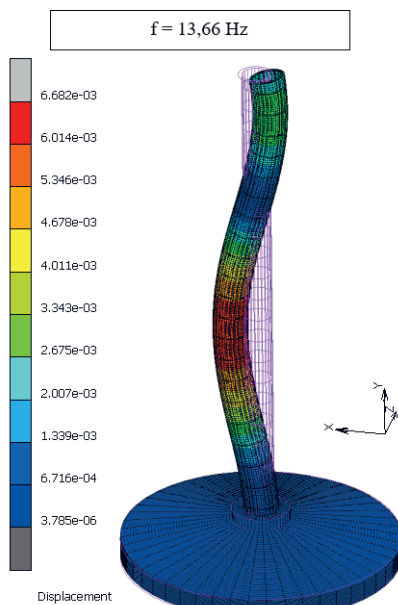 f = 13,66 Hz
6.682e-03
6.014e-03
5.346e-03
4.678e-03
4.011e-03
3.343e-03
2.675e-03
2.007e-03
1.339e-03
6.716e-04
3.785e-06
Y
Z
X
Displacement